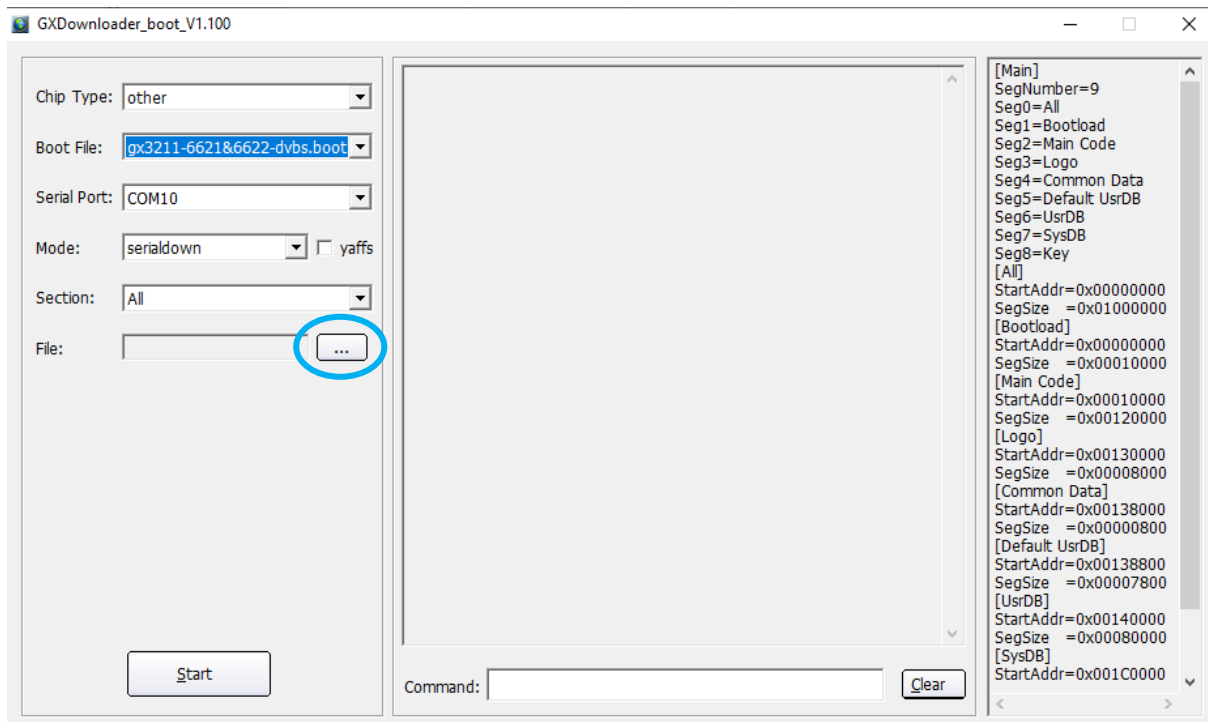 GXDownloader_boot_V1.100
Chip Type: other
Boot File: gx3211-6621&6622-dvbs.boot
Serial Port: COM10
Mode: serialdown yaffs
Section: All
File: ...
Start
Command: Clear
[Main]
SegNumber=9
Seg0=All
Seg1=Bootload
Seg2=Main Code
Seg3=Logo
Seg4=Common Data
Seg5=Default UsrDB
Seg6=UsrDB
Seg7=SysDB
Seg8=Key
[All]
StartAddr=0x00000000
SegSize =0x01000000
[Bootload]
StartAddr=0x00000000
SegSize =0x00010000
[Main Code]
StartAddr=0x00010000
SegSize =0x00120000
[Logo]
StartAddr=0x00130000
SegSize =0x00008000
[Common Data]
StartAddr=0x00138000
SegSize =0x00000800
[Default UsrDB]
StartAddr=0x00138800
SegSize =0x00007800
[UsrDB]
StartAddr=0x00140000
SegSize =0x00080000
[SysDB]
StartAddr=0x001C0000